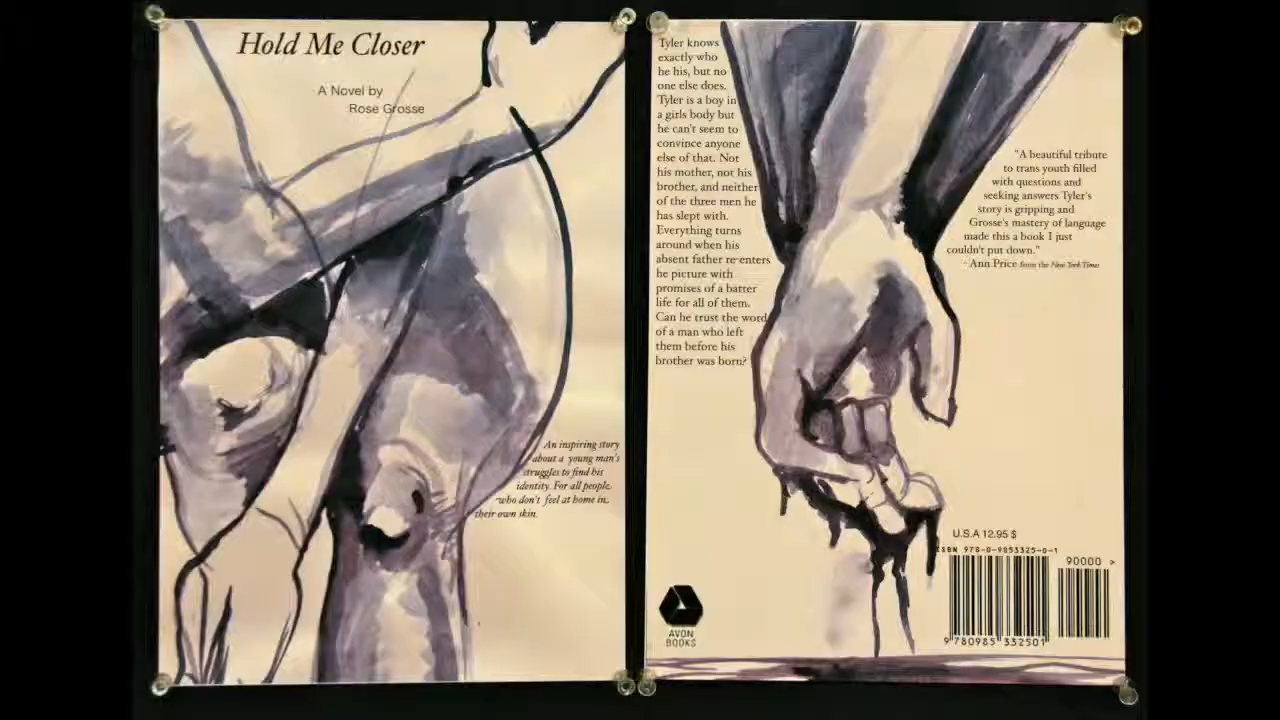 Hold Me Closer
A Novel by
Rose Grosse
An inspiring story
about a young man's
struggles to find his
identity. For all people
who don't feel at home in
their own skin.
Tyler knows
exactly who
he his, but no
one else does.
Tyler is a boy in
a girls body but
he can't seem to
convince anyone
else of that. Not
his mother, not his
brother, and neither
of the three men he
has slept with.
Everything turns
around when his
absent father re-enters
he picture with
promises of a batter
life for all of them.
Can he trust the word
of a man who left
them before his
brother was born?
"A beautiful tribute
to trans youth filled
with questions and
seeking answers Tyler's
story is gripping and
Grosse's mastery of language
made this a book I just
couldn't put down."
- Ann Price from the New York Times
U.S.A 12.95 $
ISBN 978-0-9853325-0-1
90000 >
9 780985 332501
AVON
BOOKS